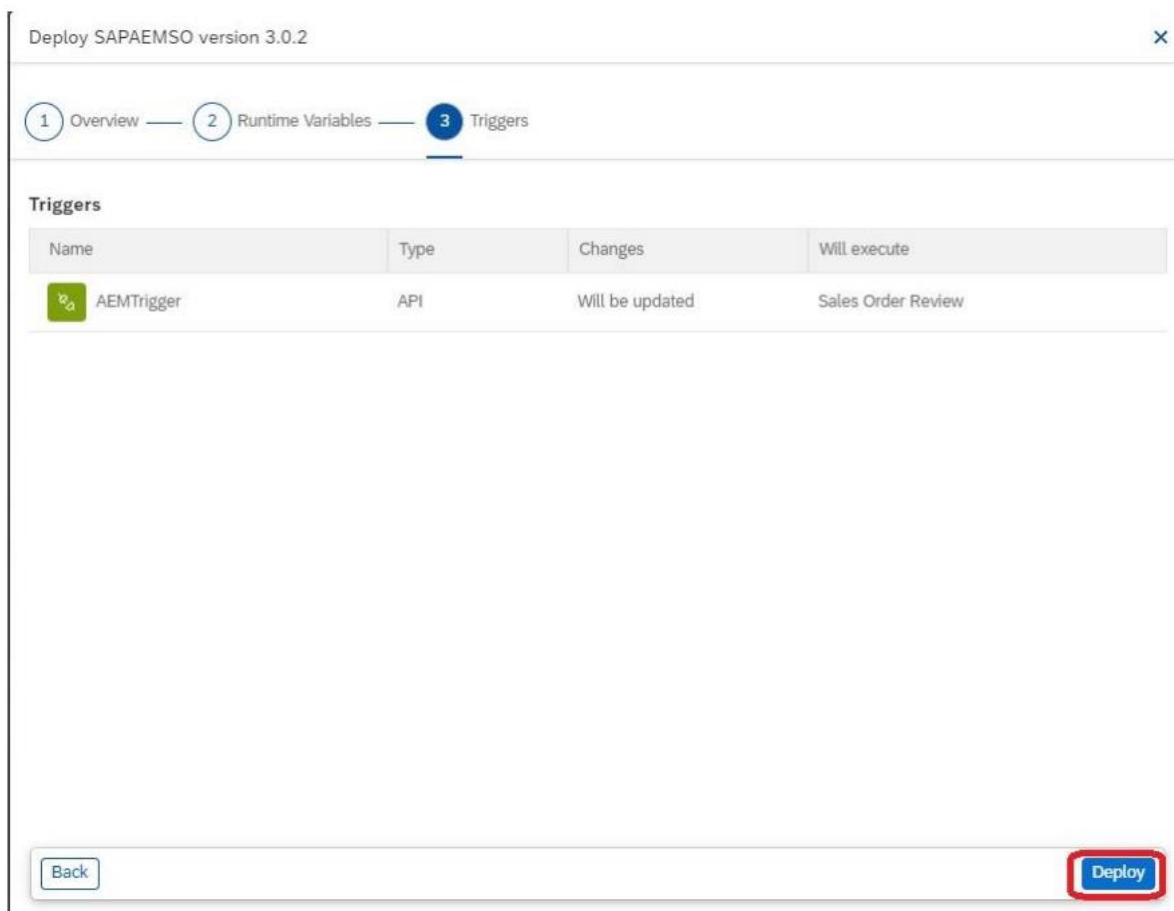 Deploy SAPAEMSO version 3.0.2
1 Overview 2 Runtime Variables 3 Triggers
Triggers
Name Type Changes Will execute
AEMTrigger API Will be updated Sales Order Review
Back Deploy